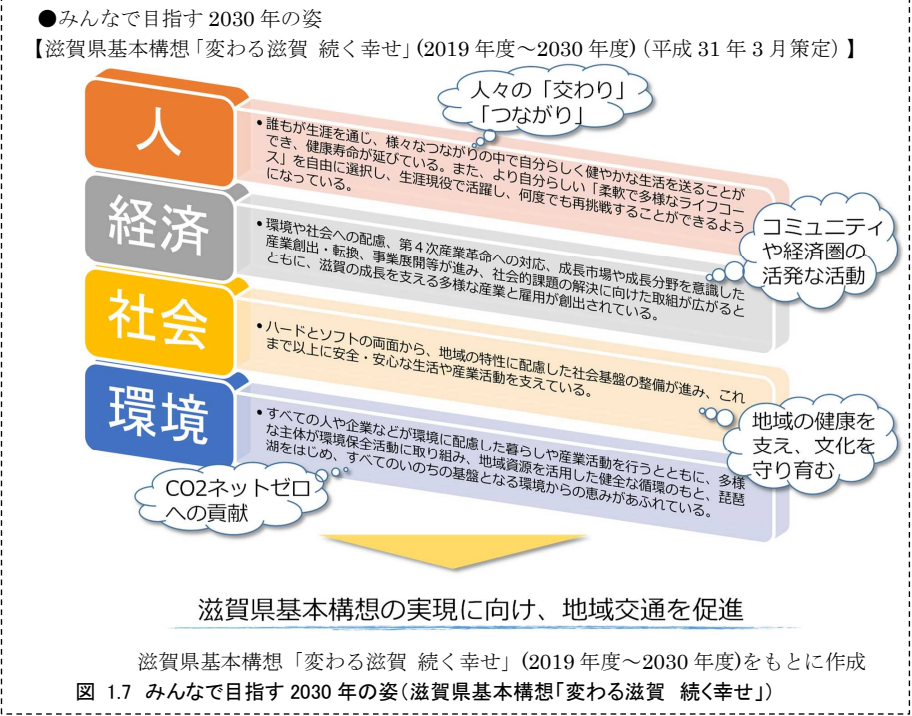 ●みんなで目指す 2030 年の姿
【滋賀県基本構想「変わる滋賀 続く幸せ」(2019 年度～2030 年度)（平成 31 年 3 月策定）】
人々の「交わり」
「つながり」
人
• 誰もが生涯を通じ、様々なつながりの中で自分らしく健やかな生活を送ることが
でき、健康寿命が延びている。また、より自分らしい「柔軟で多様なライフコー
ス」を自由に選択し、生涯現役で活躍し、何度でも再挑戦することができるよう
になっている。
経済
• 環境や社会への配慮、第４次産業革命への対応、成長市場や成長分野を意識した
産業創出・転換、事業展開等が進み、社会的課題の解決に向けた取組が広がると
ともに、滋賀の成長を支える多様な産業と雇用が創出されている。
コミュニティ
や経済圏の
活発な活動
社会
• ハードとソフトの両面から、地域の特性に配慮した社会基盤の整備が進み、これ
まで以上に安全・安心な生活や産業活動を支えている。
地域の健康を
支え、文化を
守り育む
環境
• すべての人や企業などが環境に配慮した暮らしや産業活動を行うとともに、多様
な主体が環境保全活動に取り組み、地域資源を活用した健全な循環のもと、琵琶
湖をはじめ、すべてのいのちの基盤となる環境からの恵みがあふれている。
CO2ネットゼロ
への貢献
滋賀県基本構想の実現に向け、地域交通を促進
滋賀県基本構想「変わる滋賀 続く幸せ」(2019 年度～2030 年度)をもとに作成
図 1.7 みんなで目指す 2030 年の姿(滋賀県基本構想「変わる滋賀 続く幸せ」)